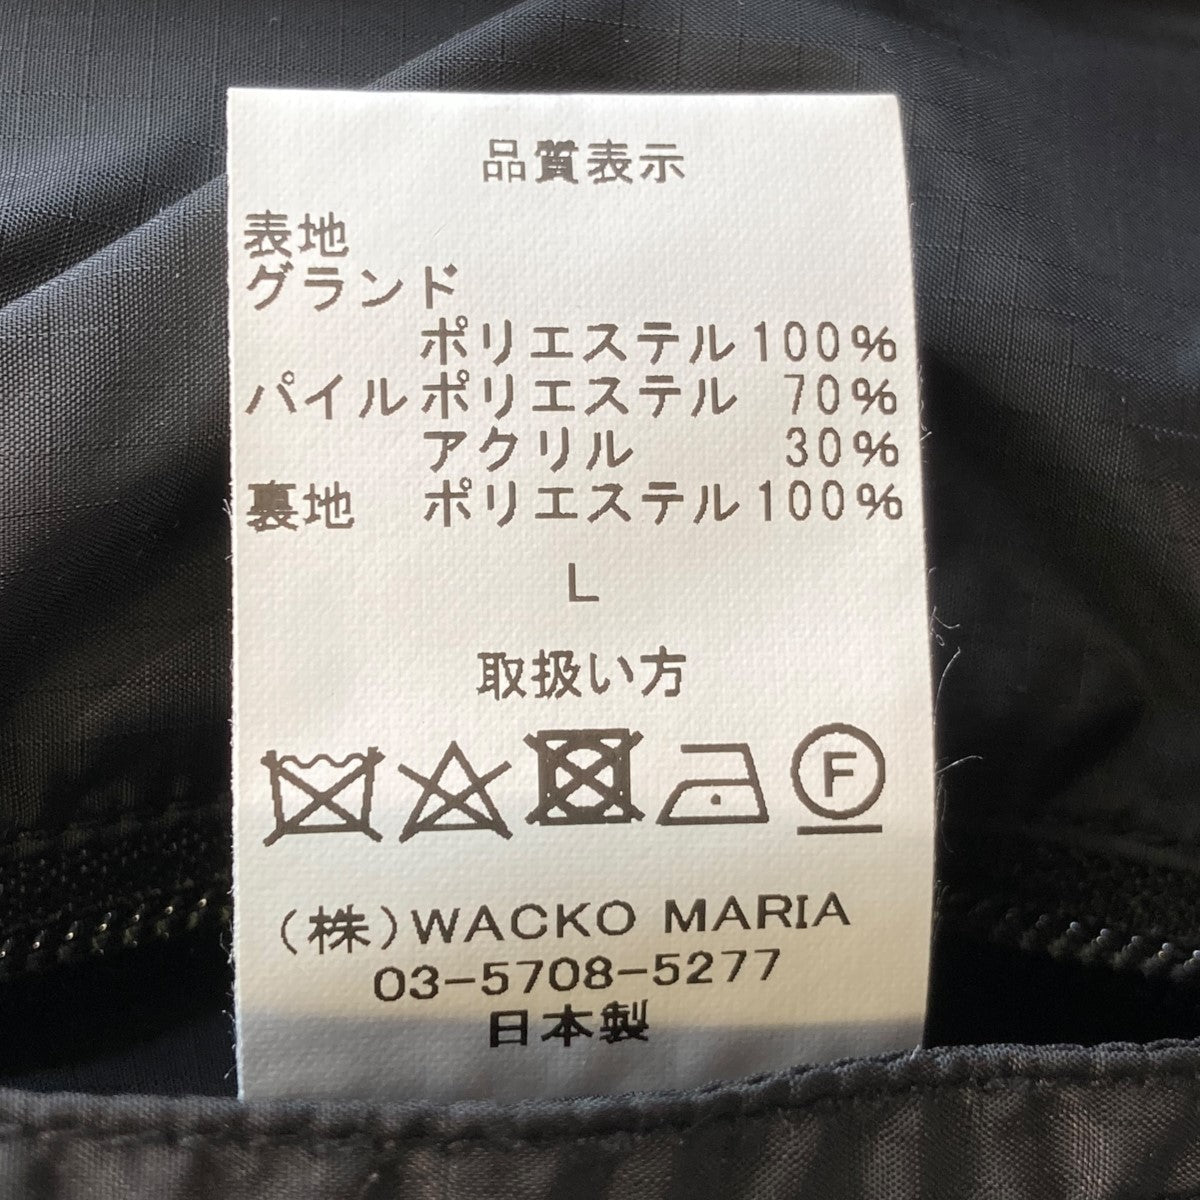 品質表示
表地
グランド
ポリエステル100%
パイル ポリエステル 70%
アクリル 30%
裏地 ポリエステル100%
L
取扱い方
F
(株)WACKO MARIA
03-5708-5277
日本製